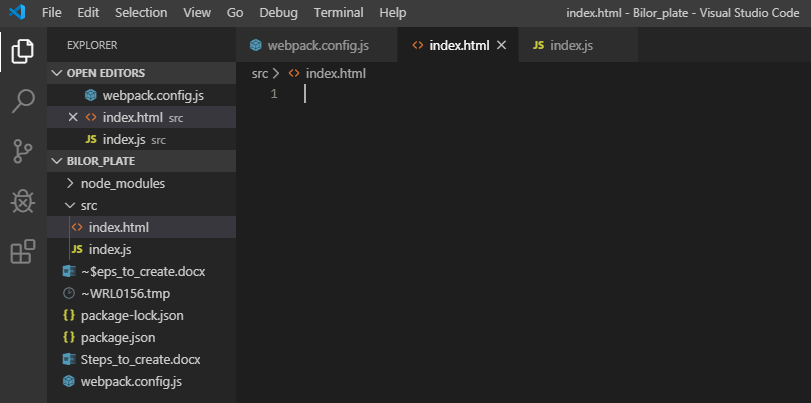 File Edit Selection View Go Debug Terminal Help index.html - Bilor_plate - Visual Studio Code
EXPLORER
webpack.config.js index.html index.js
OPEN EDITORS
webpack.config.js
index.html src
JS index.js src
BILOR_PLATE
node_modules
src
index.html
JS index.js
~$eps_to_create.docx
~WRL0156.tmp
package-lock.json
package.json
Steps_to_create.docx
webpack.config.js
JS
src > index.html
1